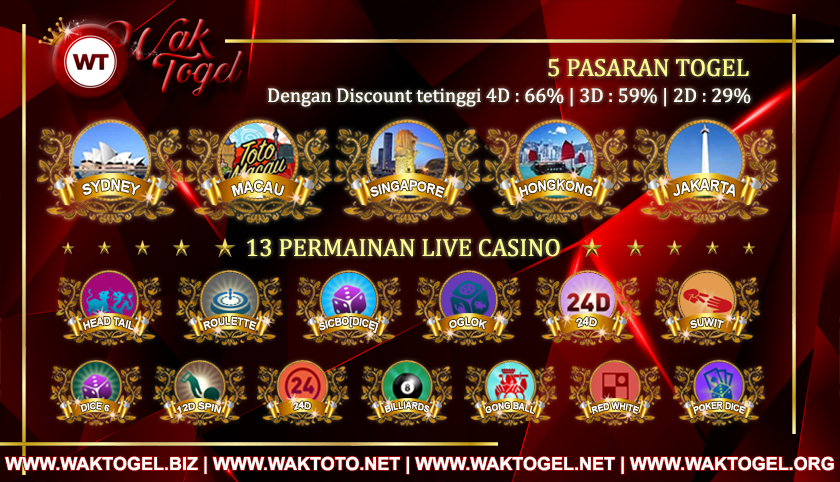 WT
Wak
Togel
5 PASARAN TOGEL
Dengan Discount tetinggi 4D : 66% | 3D : 59% | 2D : 29%
Toto
Macau
SYDNEY
MACAU
SINGAPORE
HONGKONG
JAKARTA
13 PERMAINAN LIVE CASINO
24D
HEAD TAIL
ROULETTE
SICBO[DICE]
OGLOK
24D
SUWIT
24
8
DICE 6
12D SPIN
24D
BILLIARDS
GONG BALL
RED WHITE
POKER DICE
WWW.WAKTOGEL.BIZ | WWW.WAKTOTO.NET | WWW.WAKTOGEL.NET | WWW.WAKTOGEL.ORG